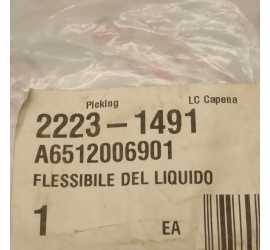 Picking LC Capena
2223-1491
A6512006901
FLESSIBILE DEL LIQUIDO
1 EA